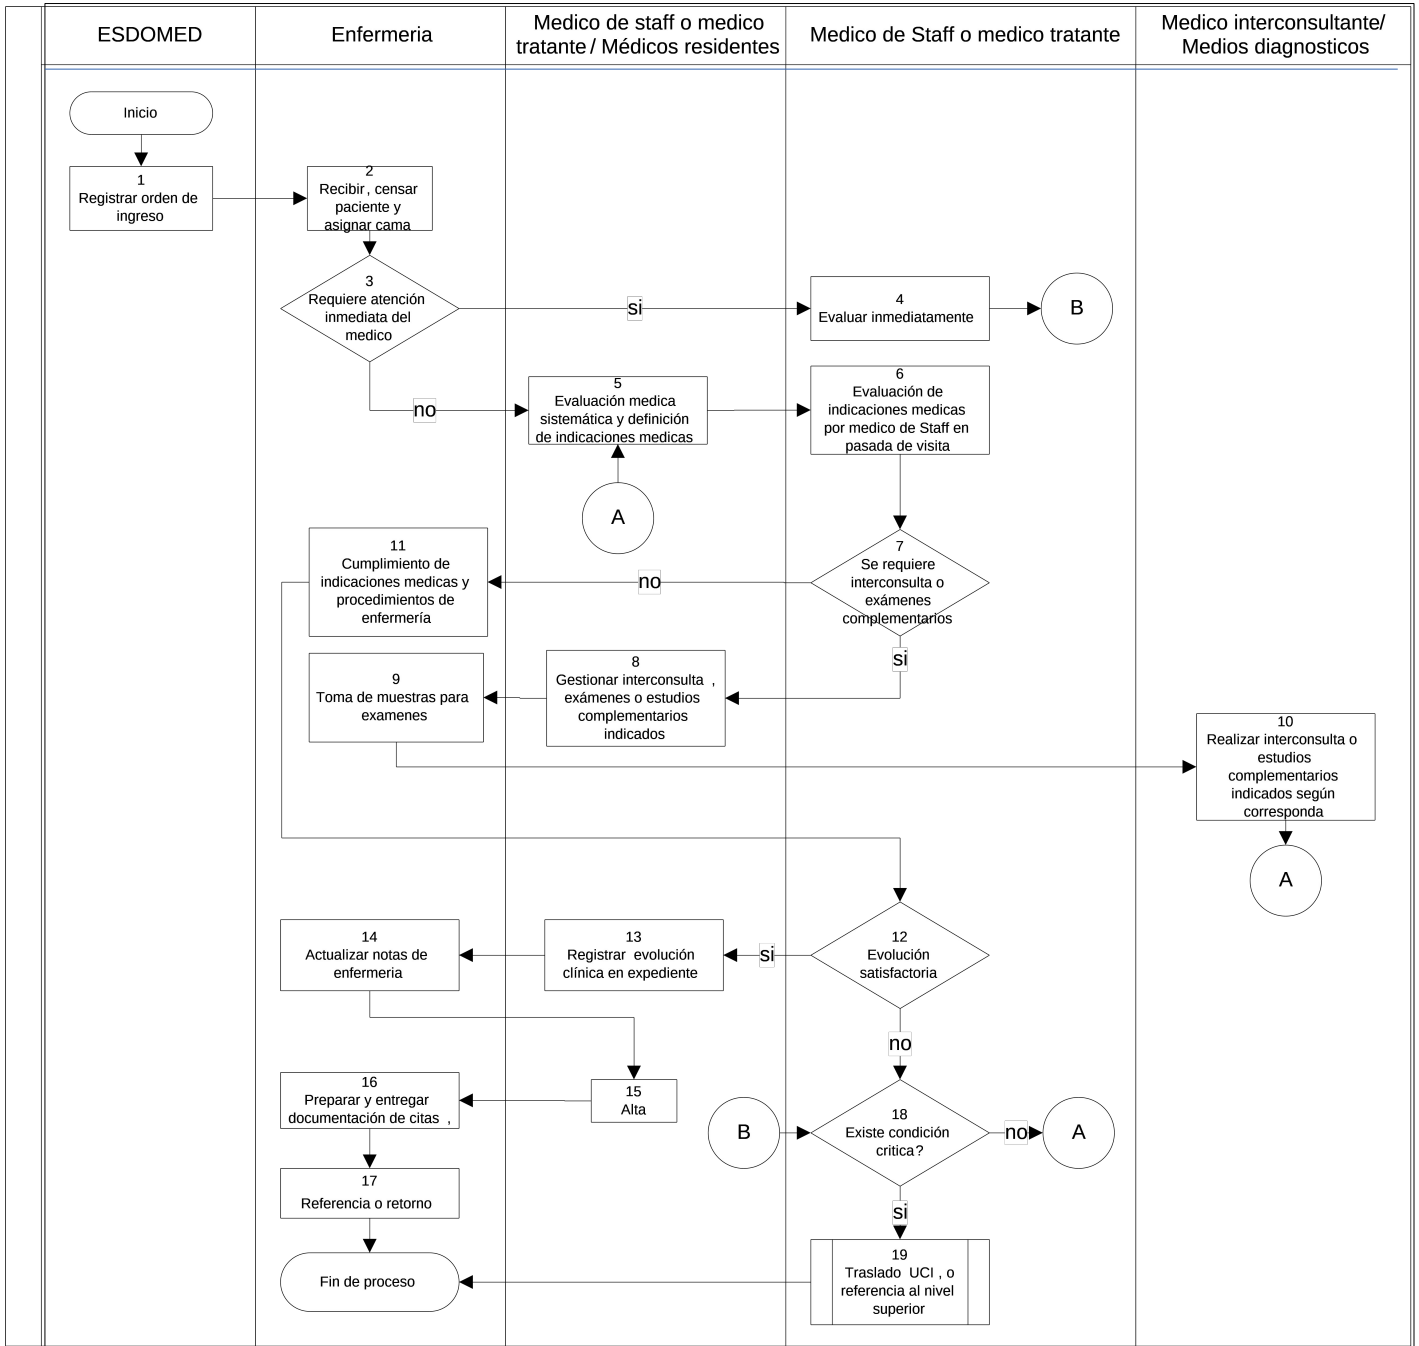 ESDOMED
Enfermeria
Medico de staff o medico
tratante / Médicos residentes
Medico de Staff o medico tratante
Medico interconsultante/
Medios diagnosticos
Inicio
1
Registrar orden de
ingreso
2
Recibir, censar
paciente y
asignar cama
3
Requiere atención
inmediata del
medico
si
4
Evaluar inmediatamente
B
no
5
Evaluación medica
sistemática y definición
de indicaciones medicas
6
Evaluación de
indicaciones medicas
por medico de Staff en
pasada de visita
A
7
Se requiere
interconsulta o
exámenes
complementarios
no
11
Cumplimiento de
indicaciones medicas y
procedimientos de
enfermería
si
8
Gestionar interconsulta ,
exámenes o estudios
complementarios
indicados
9
Toma de muestras para
examenes
10
Realizar interconsulta o
estudios
complementarios
indicados según
corresponda
A
12
Evolución
satisfactoria
si
13
Registrar evolución
clínica en expediente
14
Actualizar notas de
enfermeria
no
15
Alta
16
Preparar y entregar
documentación de citas ,
B
18
Existe condición
critica?
no
A
17
Referencia o retorno
si
19
Traslado UCI , o
referencia al nivel
superior
Fin de proceso